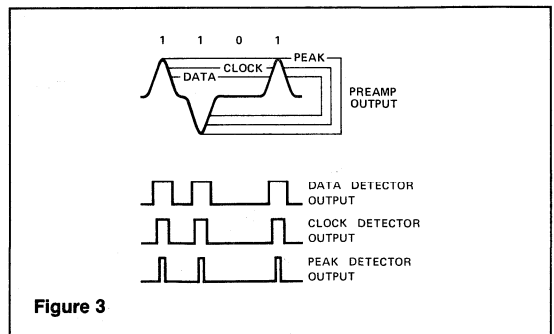 1 1 0 1
PEAK
CLOCK
DATA
PREAMP
OUTPUT
DATA DETECTOR
OUTPUT
CLOCK DETECTOR
OUTPUT
PEAK DETECTOR
OUTPUT
Figure 3